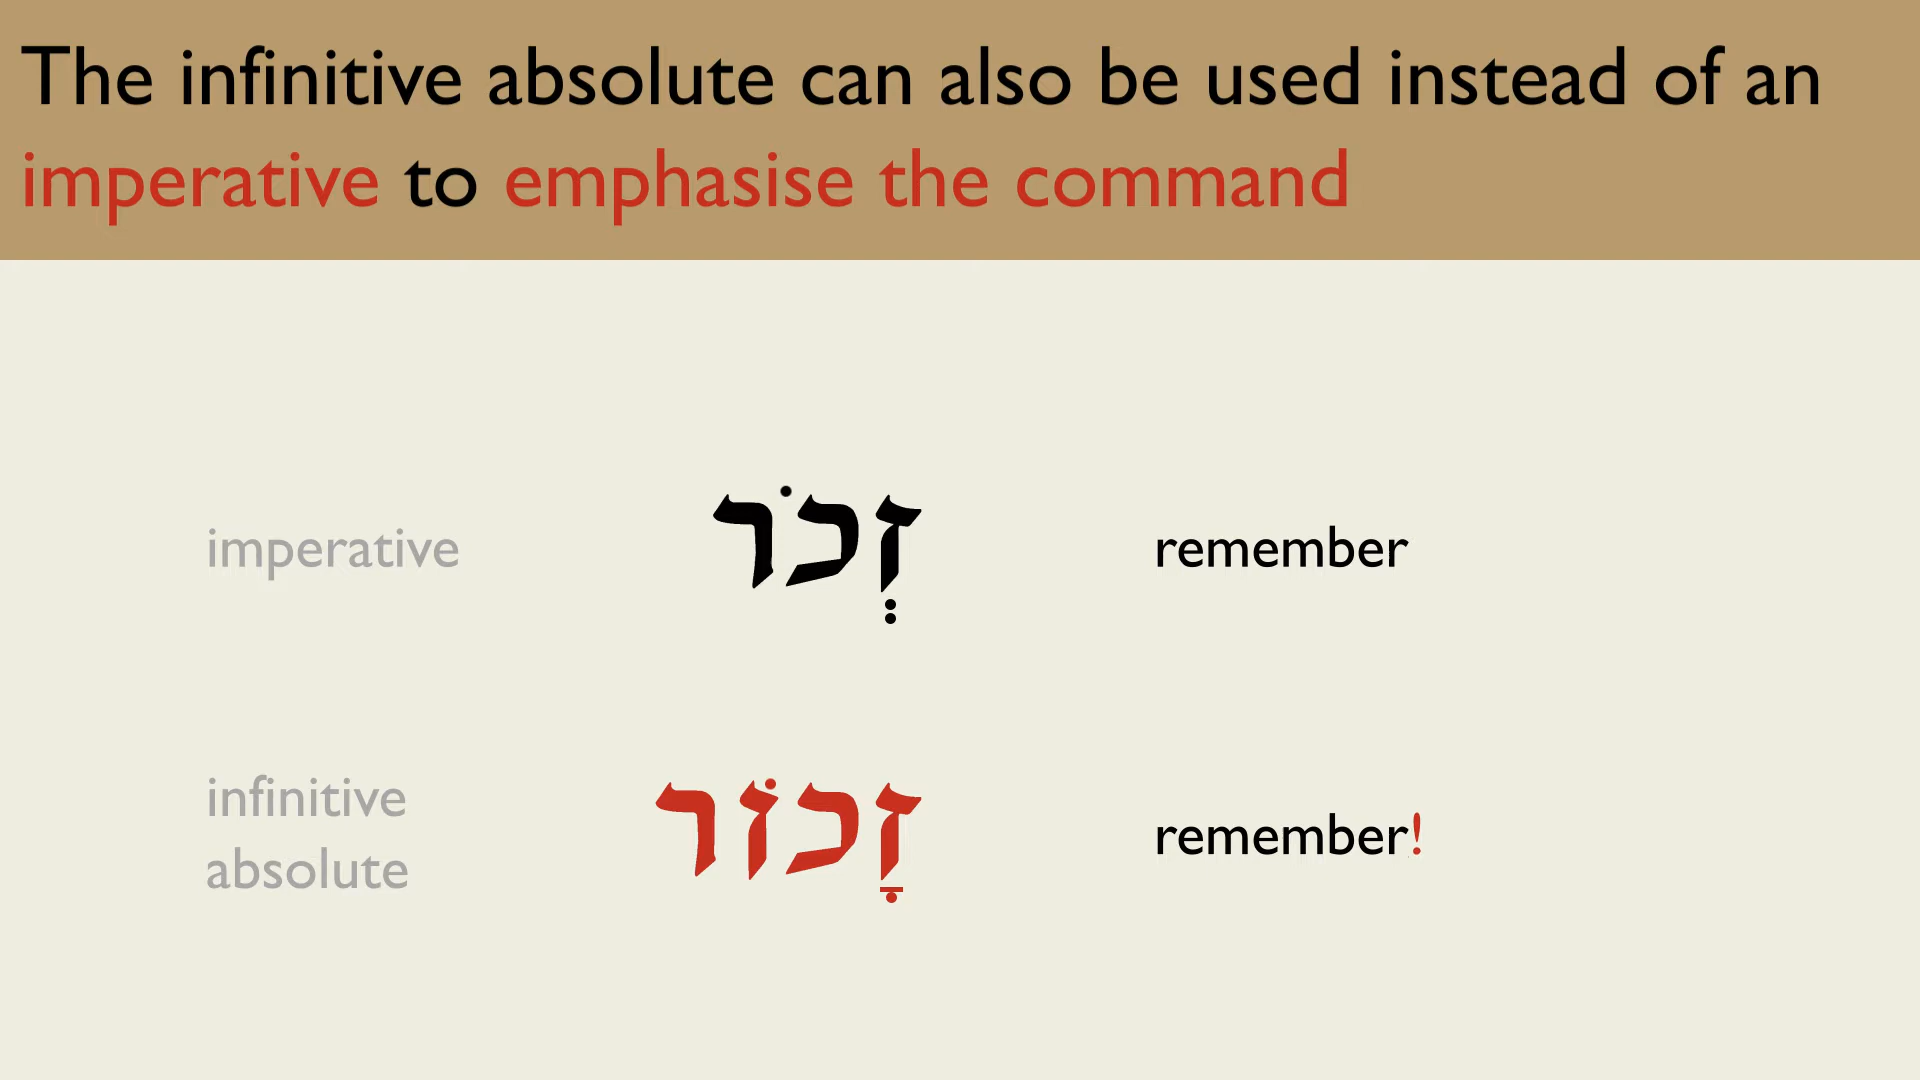 The infinitive absolute can also be used instead of an
imperative to emphasise the command
imperative זְכֹר remember
infinitive
absolute זָכוֹר remember!